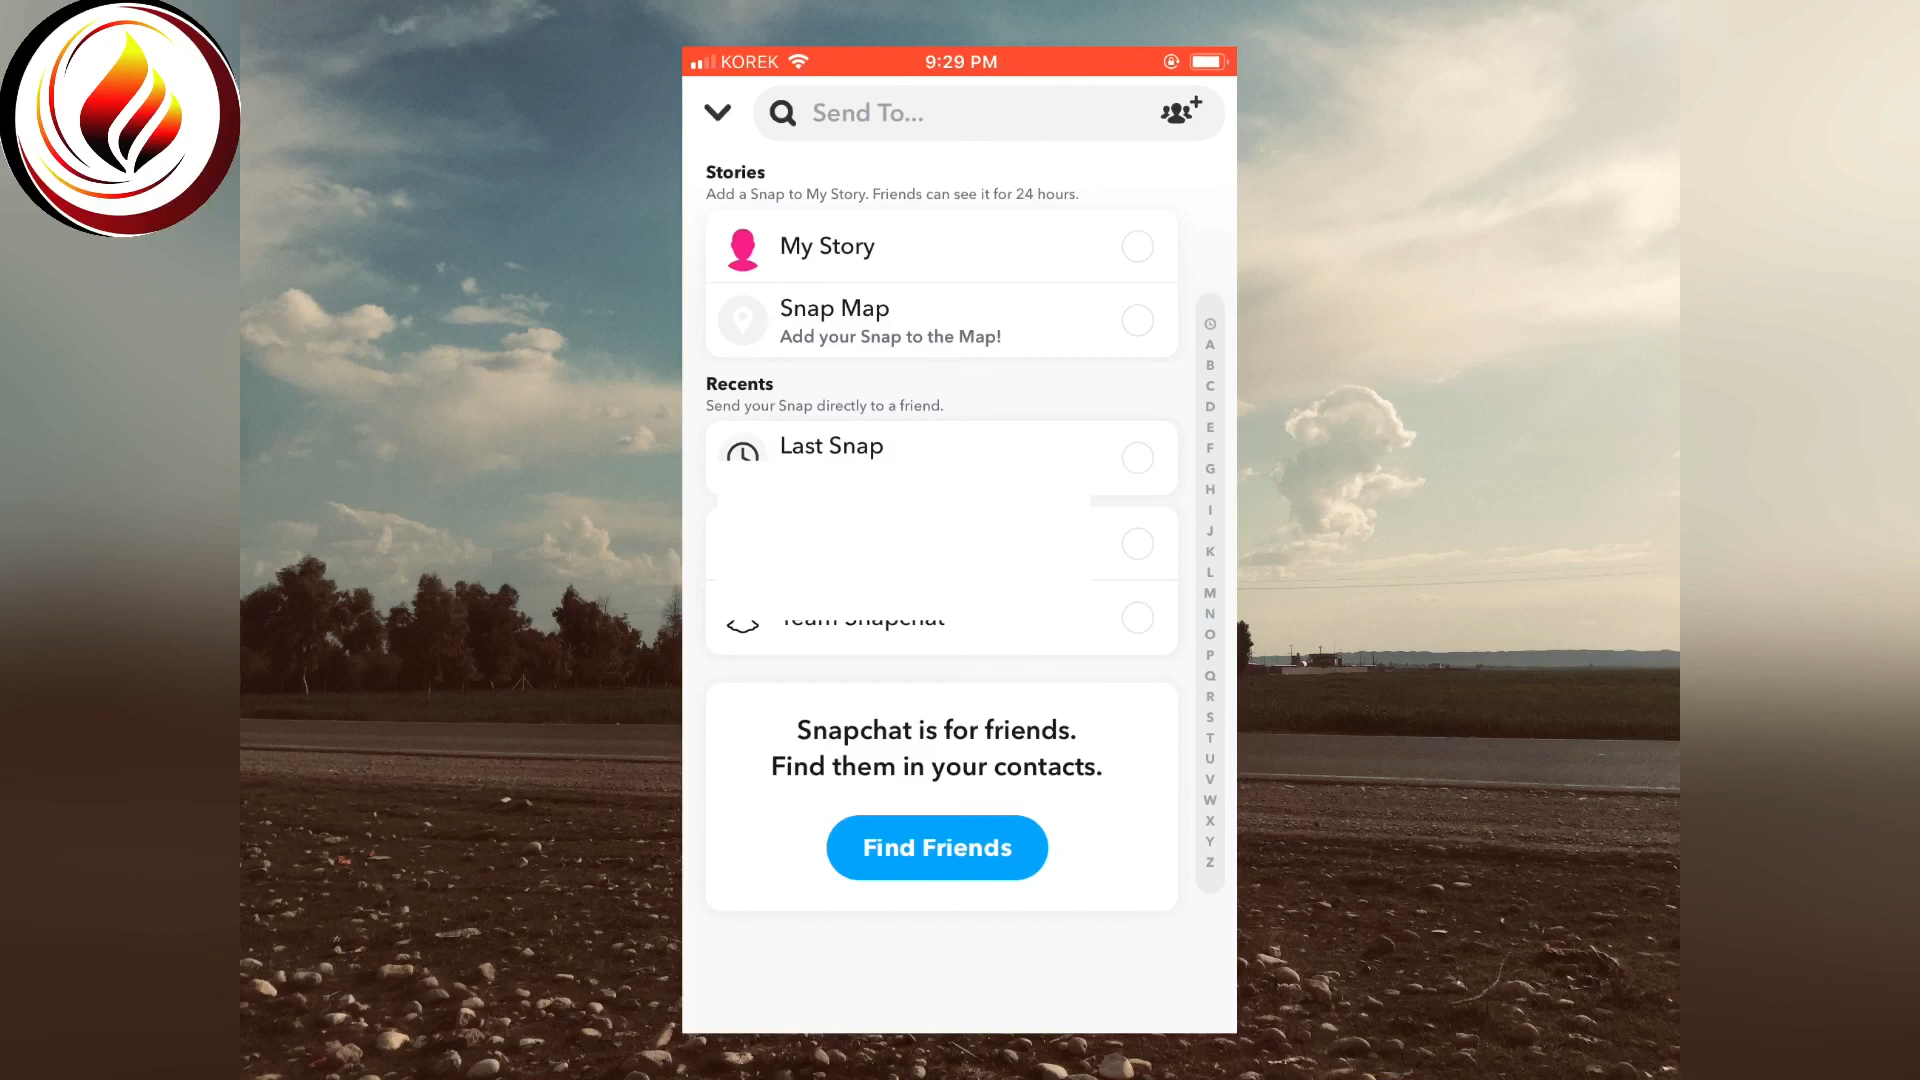 KOREK
9:29 PM
Send To...
Stories
Add a Snap to My Story. Friends can see it for 24 hours.
My Story
Snap Map
Add your Snap to the Map!
Recents
Send your Snap directly to a friend.
Last Snap
Team Snapchat
Snapchat is for friends.
Find them in your contacts.
Find Friends
A
B
C
D
E
F
G
H
I
J
K
L
M
N
O
P
Q
R
S
T
U
V
W
X
Y
Z